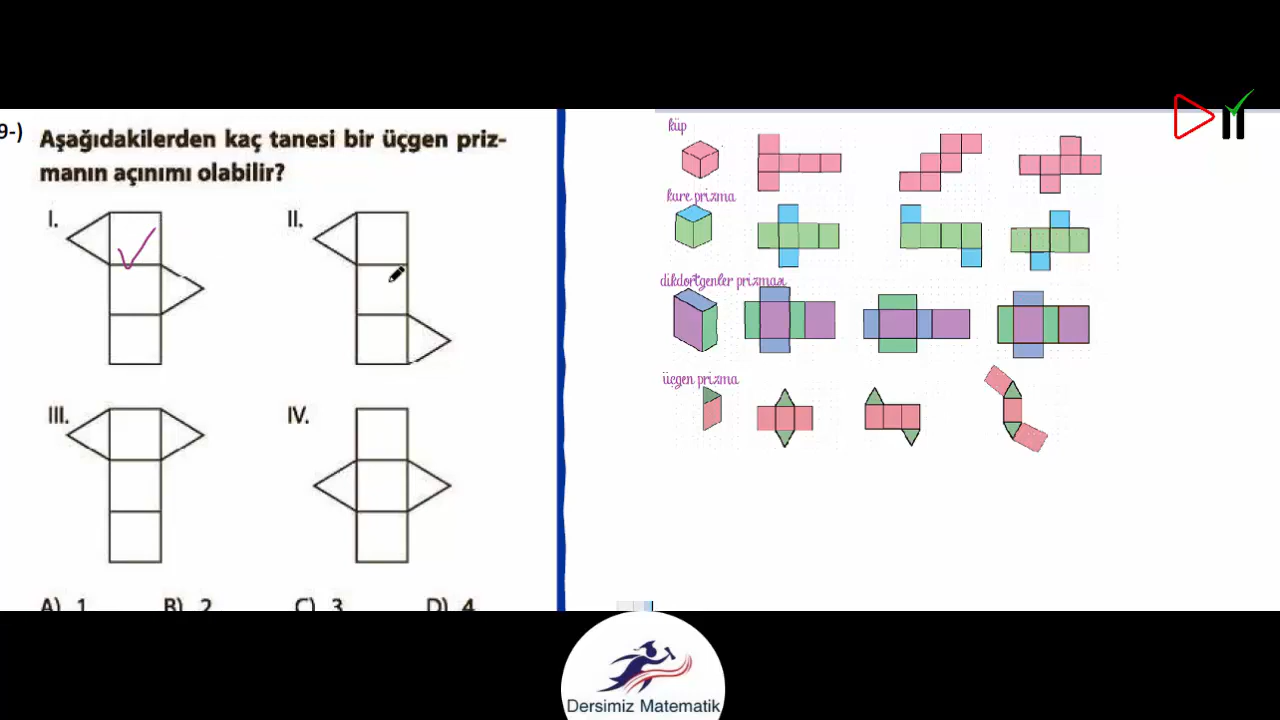 9-) Aşağıdakilerden kaç tanesi bir üçgen priz-
manın açınımı olabilir?
I.
II.
III.
IV.
A) 1 B) 2 C) 3 D) 4
küp
kare prizma
dikdörtgenler prizması
üçgen prizma
Dersimiz Matematik